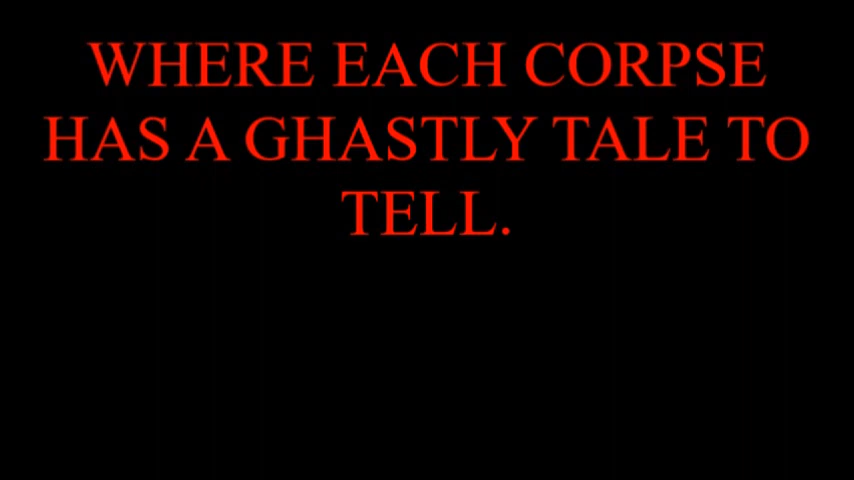 WHERE EACH CORPSE
HAS A GHASTLY TALE TO
TELL.